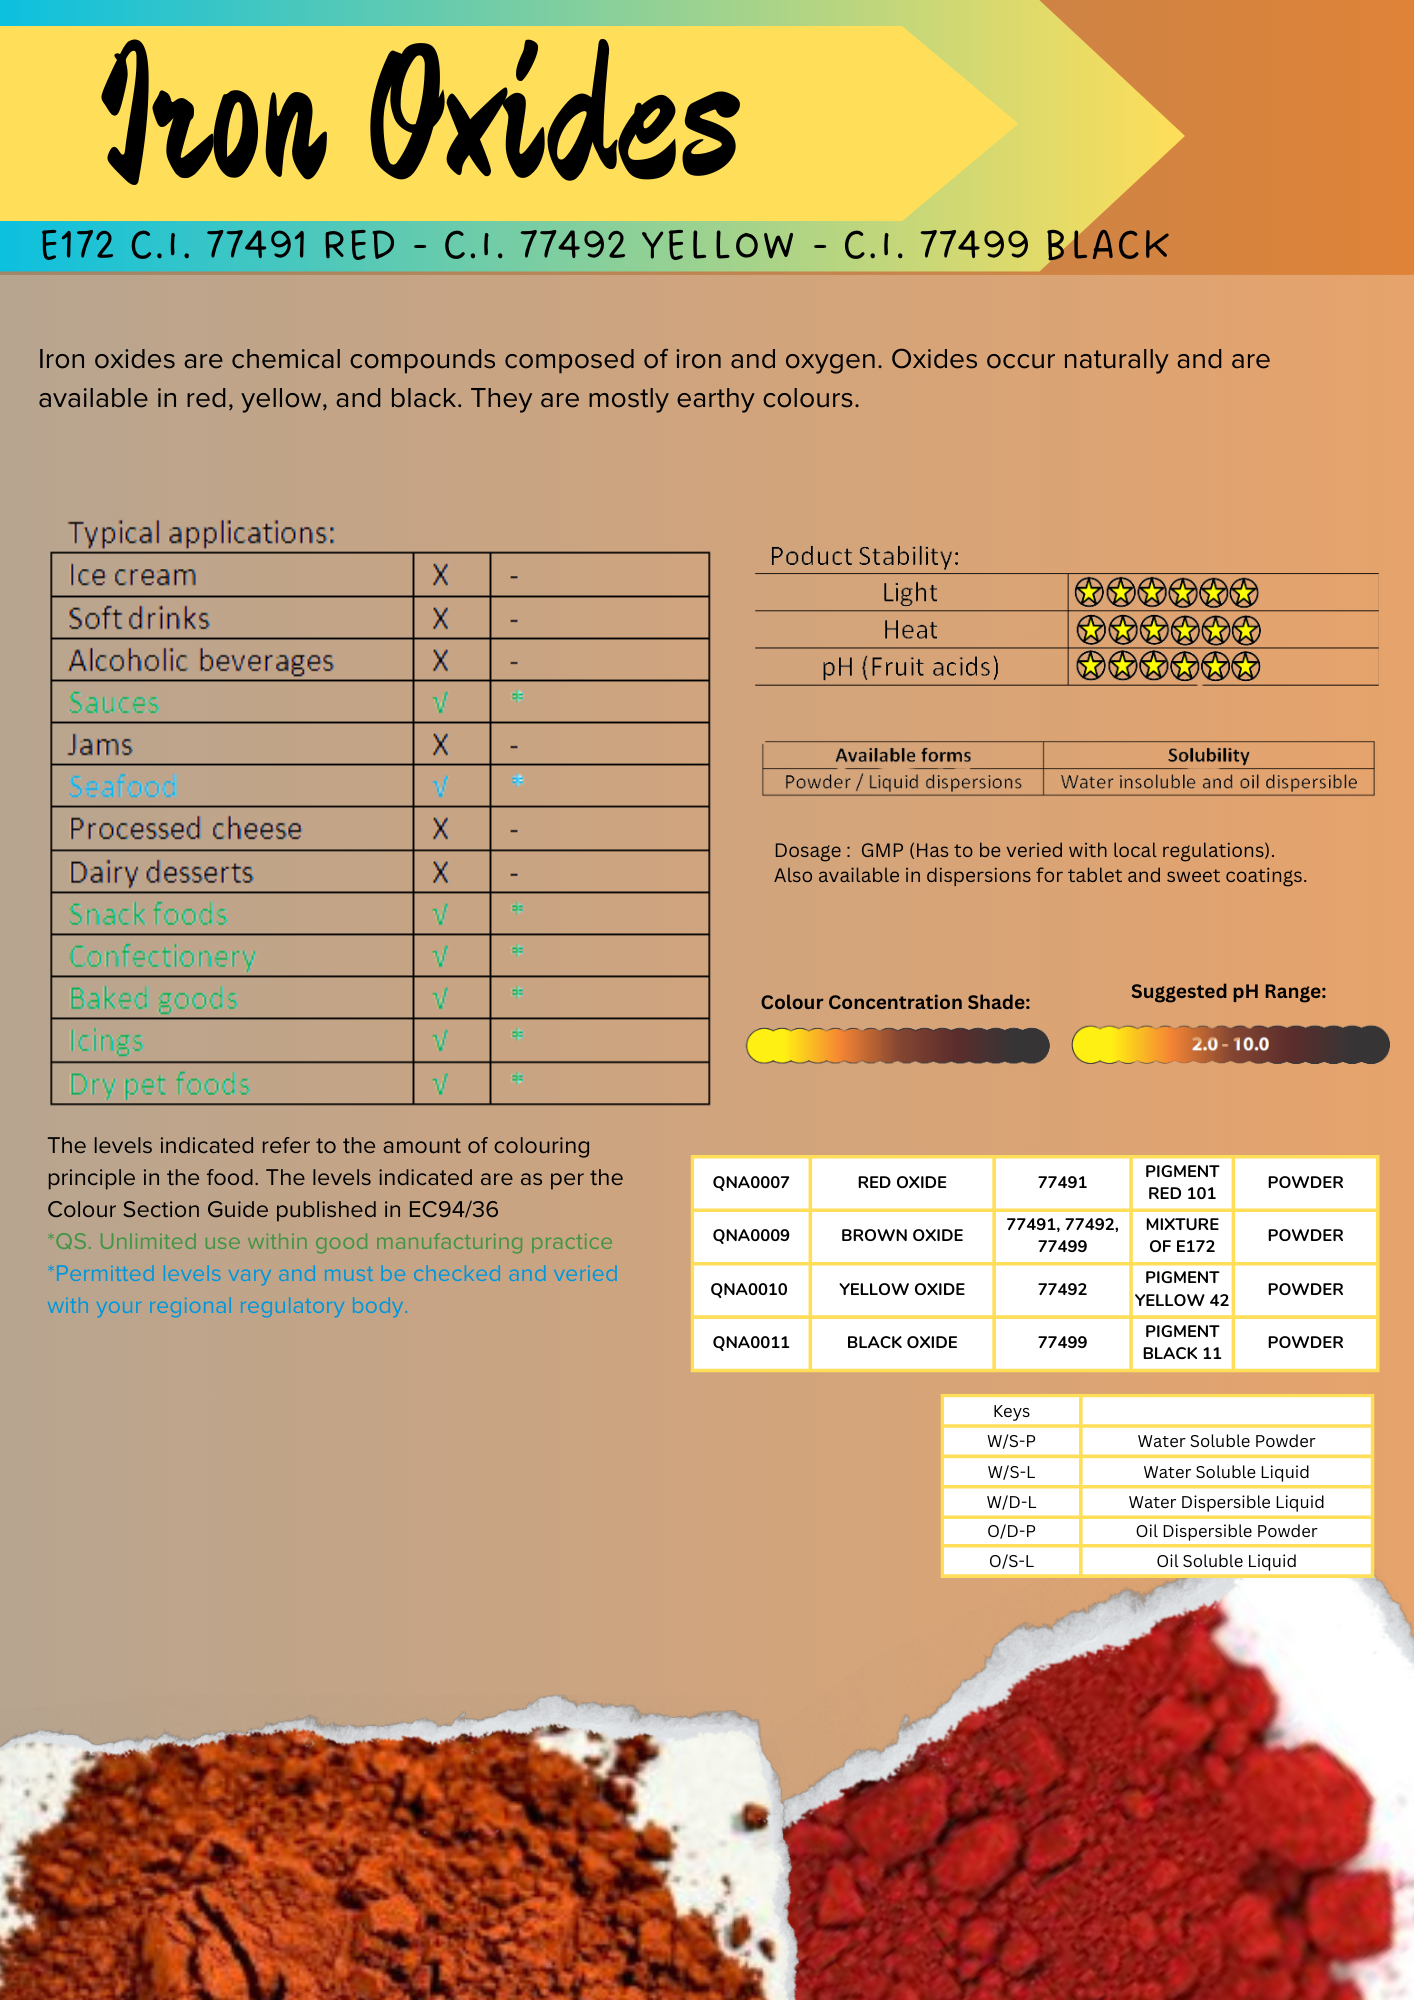 Iron Oxides
E172 C.I. 77491 RED - C.I. 77492 YELLOW - C.I. 77499 BLACK
Iron oxides are chemical compounds composed of iron and oxygen. Oxides occur naturally and are
available in red, yellow, and black. They are mostly earthy colours.
Typical applications:
Ice cream X -
Soft drinks X -
Alcoholic beverages X -
Sauces √ *
Jams X -
Seafood √ *
Processed cheese X -
Dairy desserts X -
Snack foods √ *
Confectionery √ *
Baked goods √ *
Icings √ *
Dry pet foods √ *
The levels indicated refer to the amount of colouring
principle in the food. The levels indicated are as per the
Colour Section Guide published in EC94/36
*QS. Unlimited use within good manufacturing practice
*Permitted levels vary and must be checked and veried
with your regional regulatory body.
Poduct Stability:
Light
Heat
pH (Fruit acids)
Available forms Solubility
Powder / Liquid dispersions Water insoluble and oil dispersible
Dosage : GMP (Has to be veried with local regulations).
Also available in dispersions for tablet and sweet coatings.
Colour Concentration Shade:
Suggested pH Range:
2.0 - 10.0
QNA0007 RED OXIDE 77491 PIGMENT RED 101 POWDER
QNA0009 BROWN OXIDE 77491, 77492, 77499 MIXTURE OF E172 POWDER
QNA0010 YELLOW OXIDE 77492 PIGMENT YELLOW 42 POWDER
QNA0011 BLACK OXIDE 77499 PIGMENT BLACK 11 POWDER
Keys
W/S-P Water Soluble Powder
W/S-L Water Soluble Liquid
W/D-L Water Dispersible Liquid
O/D-P Oil Dispersible Powder
O/S-L Oil Soluble Liquid